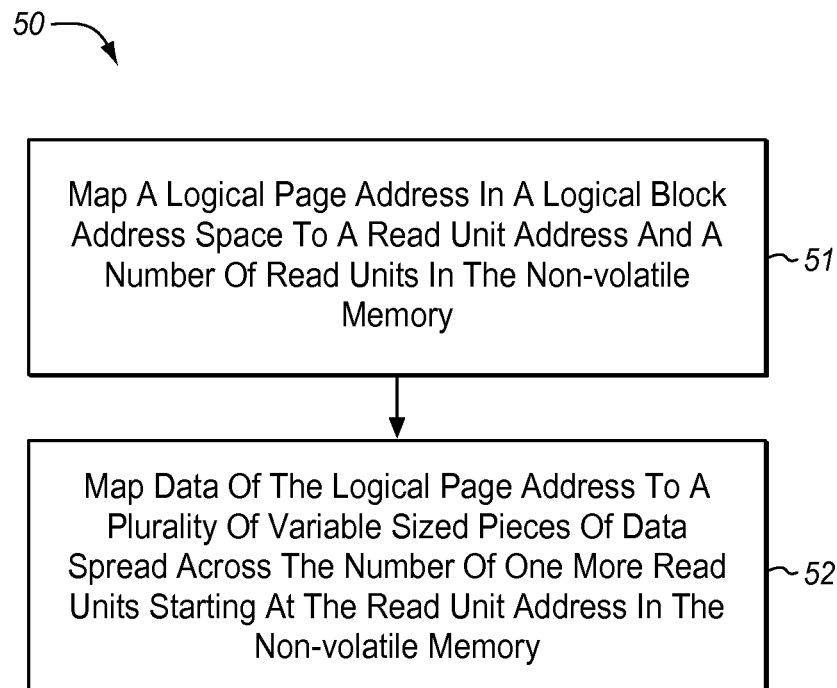 50
Map A Logical Page Address In A Logical Block
Address Space To A Read Unit Address And A
Number Of Read Units In The Non-volatile
Memory
51
Map Data Of The Logical Page Address To A
Plurality Of Variable Sized Pieces Of Data
Spread Across The Number Of One More Read
Units Starting At The Read Unit Address In The
Non-volatile Memory
52